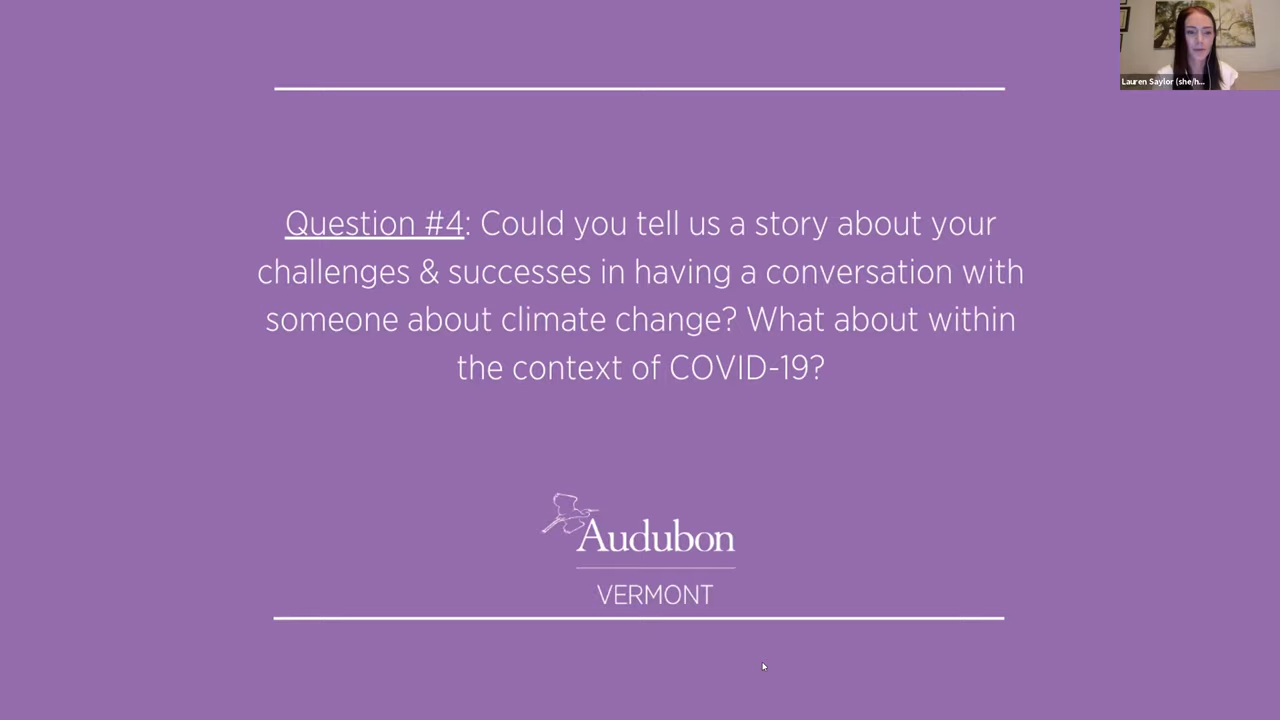 Lauren Saylor (she/h...
Question #4: Could you tell us a story about your
challenges & successes in having a conversation with
someone about climate change? What about within
the context of COVID-19?
Audubon
VERMONT